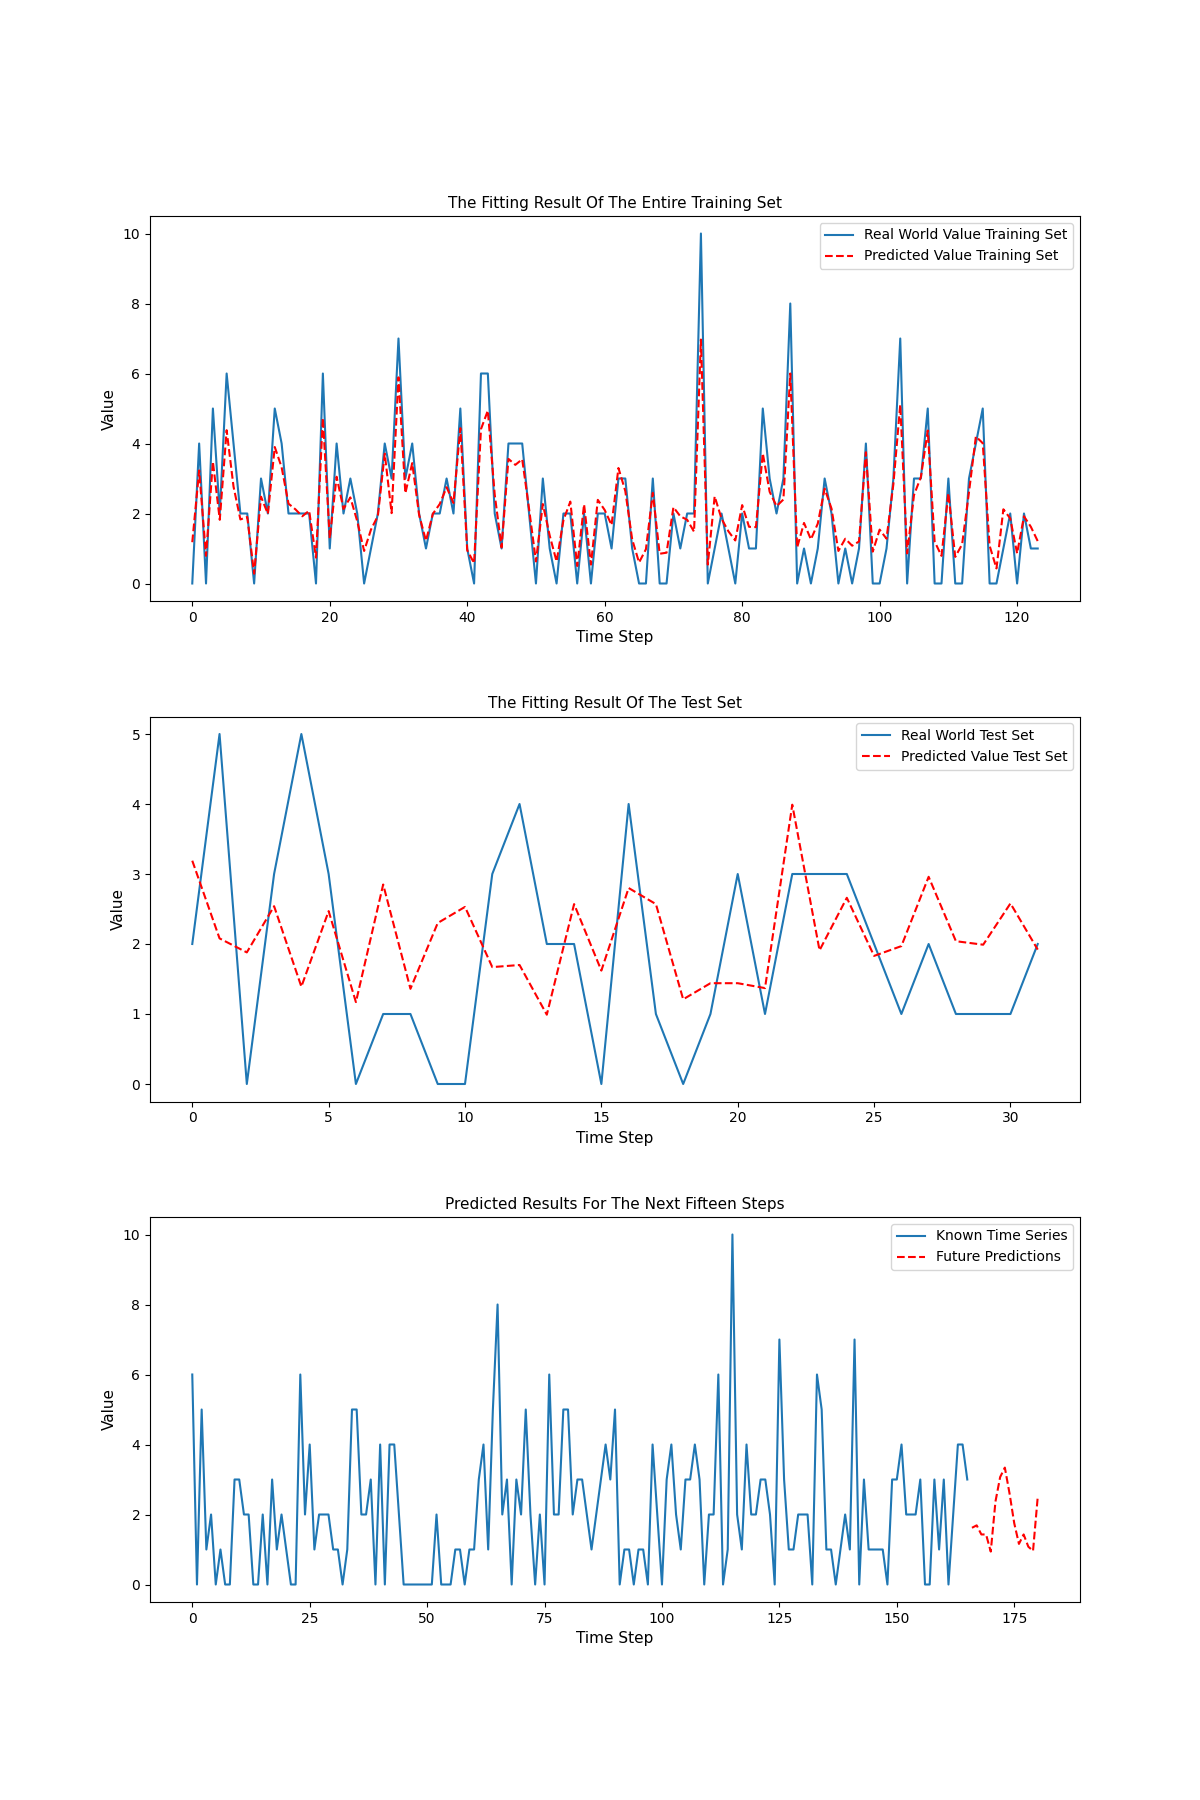 The Fitting Result Of The Entire Training Set
10
8
6
4
2
0
Value
Real World Value Training Set
Predicted Value Training Set
0 20 40 60 80 100 120
Time Step
The Fitting Result Of The Test Set
5
4
3
2
1
0
Value
Real World Test Set
Predicted Value Test Set
0 5 10 15 20 25 30
Time Step
Predicted Results For The Next Fifteen Steps
10
8
6
4
2
0
Value
Known Time Series
Future Predictions
0 25 50 75 100 125 150 175
Time Step